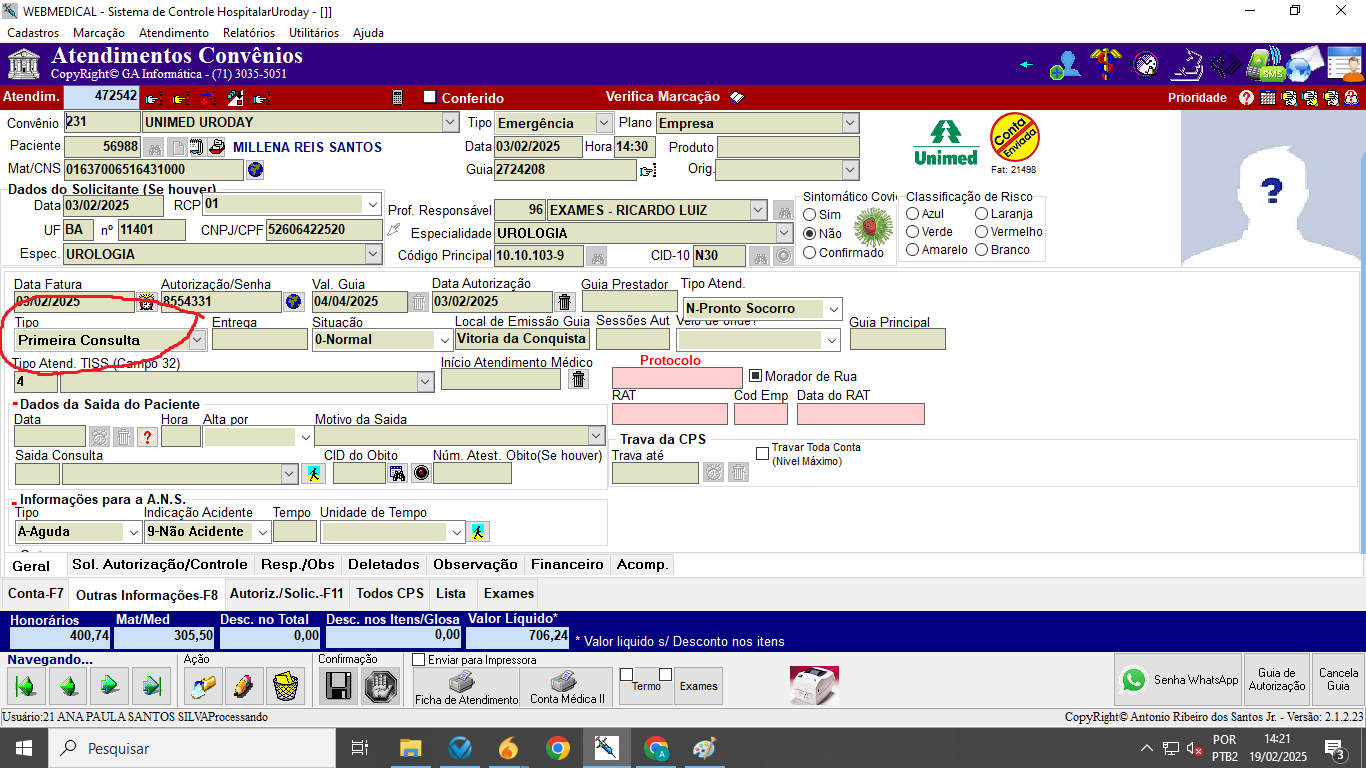 WEBMEDICAL - Sistema de Controle HospitalarUroday - []]
Cadastros Marcação Atendimento Relatórios Utilitários Ajuda
Atendimentos Convênios
CopyRight© GA Informática - (71) 3035-5051
SMS
Atendim. 472542 Conferido Verifica Marcação Prioridade
Convênio 231 UNIMED URODAY Tipo Emergência Plano Empresa
Paciente 56988 MILLENA REIS SANTOS Data 03/02/2025 Hora 14:30 Produto
Mat/CNS 01637006516431000 Guia 2724208 Orig.
Unimed
Conta Enviada
Fat: 21498
Dados do Solicitante (Se houver)
Data 03/02/2025 RCP 01
UF BA nº 11401 CNPJ/CPF 52606422520
Espec. UROLOGIA
Prof. Responsável 96 EXAMES - RICARDO LUIZ
Especialidade UROLOGIA
Código Principal 10.10.103-9 CID-10 N30
Sintomático Covi
Sim
Não
Confirmado
Classificação de Risco
Azul Laranja
Verde Vermelho
Amarelo Branco
?
Data Fatura Autorização/Senha Val. Guia Data Autorização Guia Prestador Tipo Atend.
03/02/2025 8554331 04/04/2025 03/02/2025 N-Pronto Socorro
Tipo Entrega Situação Local de Emissão Guia Sessões Aut Veio de onde? Guia Principal
Primeira Consulta 0-Normal Vitoria da Conquista
Tipo Atend. TISS (Campo 32) Início Atendimento Médico Protocolo
4 Morador de Rua
RAT Cod Emp Data do RAT
Dados da Saida do Paciente
Data Hora Alta por Motivo da Saida
Saida Consulta CID do Obito Núm. Atest. Obito(Se houver)
Trava da CPS
Trava até Travar Toda Conta
(Nivel Máximo)
Informações para a A.N.S.
Tipo Indicação Acidente Tempo Unidade de Tempo
A-Aguda 9-Não Acidente
Geral Sol. Autorização/Controle Resp./Obs Deletados Observação Financeiro Acomp.
Conta-F7 Outras Informações-F8 Autoriz./Solic.-F11 Todos CPS Lista Exames
Honorários Mat/Med Desc. no Total Desc. nos Itens/Glosa Valor Líquido*
400,74 305,50 0,00 0,00 706,24 * Valor liquido s/ Desconto nos itens
Navegando... Ação Confirmação Enviar para Impressora
Ficha de Atendimento Conta Médica II Termo Exames
Senha WhatsApp
Guia de Autorização
Cancela Guia
Usuário:21 ANA PAULA SANTOS SILVAProcessando CopyRight© Antonio Ribeiro dos Santos Jr. - Versão: 2.1.2.23
Pesquisar
POR 14:21
PTB2 19/02/2025 3